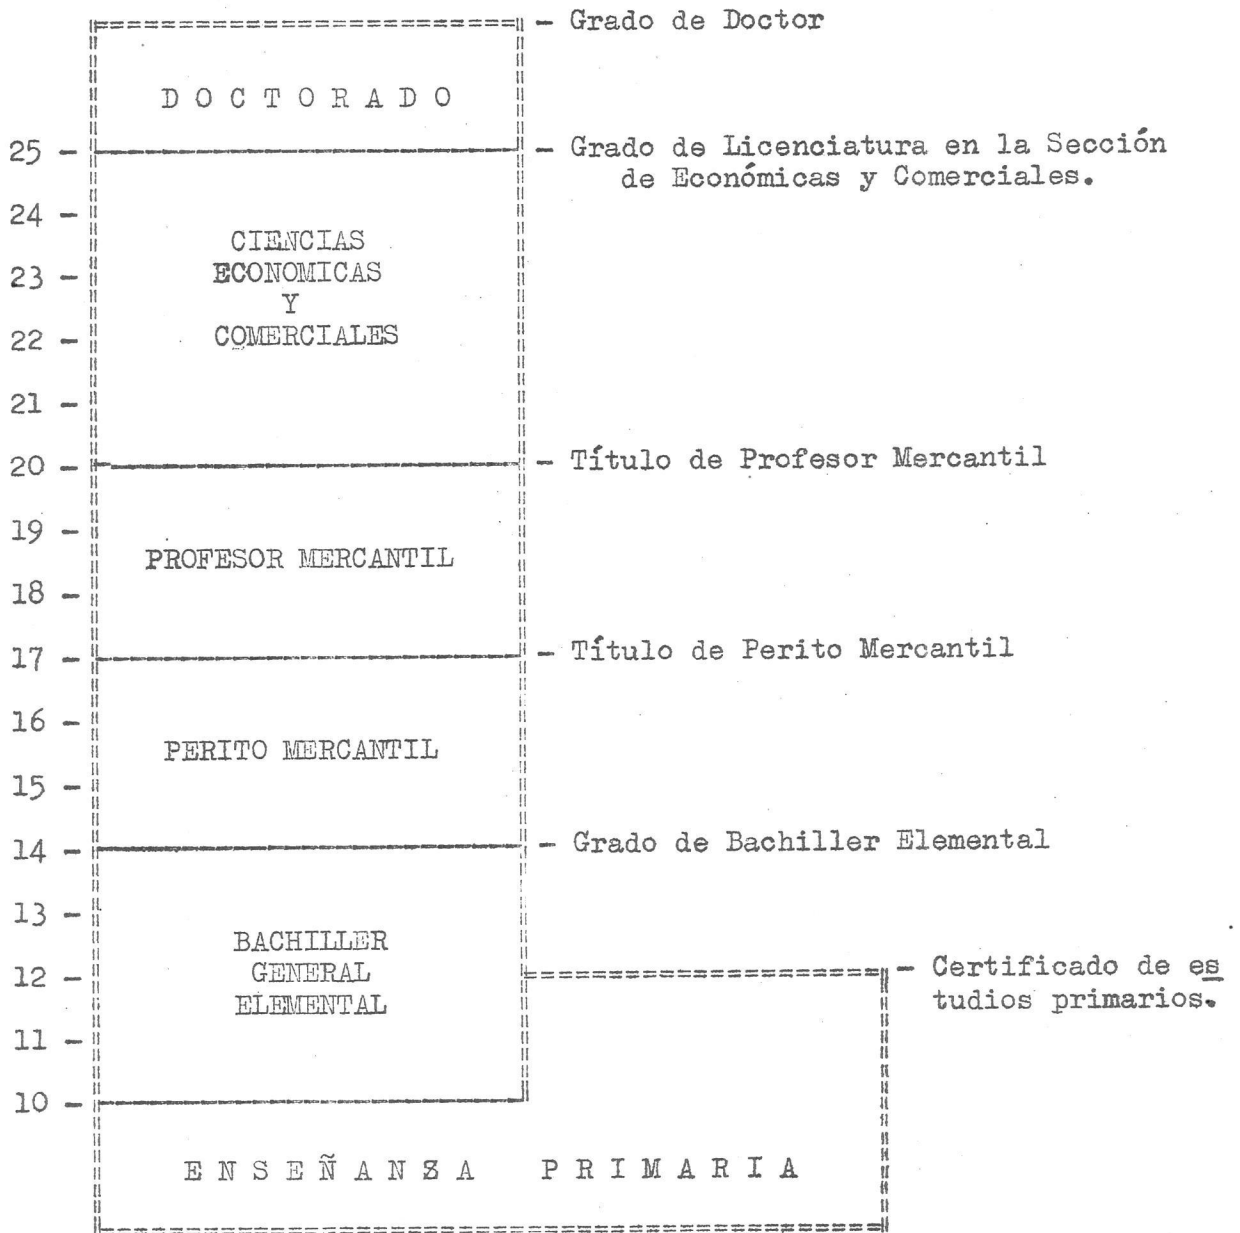 - Grado de Doctor
D O C T O R A D O
25 -
- Grado de Licenciatura en la Sección
de Económicas y Comerciales.
24 -
CIENCIAS
23 -
ECONOMICAS
Y
22 -
COMERCIALES
21 -
20 -
- Título de Profesor Mercantil
19 -
PROFESOR MERCANTIL
18 -
17 -
- Título de Perito Mercantil
16 -
PERITO MERCANTIL
15 -
14 -
- Grado de Bachiller Elemental
13 -
BACHILLER
12 -
GENERAL
- Certificado de es
ELEMENTAL
tudios primarios.
11 -
10 -
E N S E Ñ A N Z A P R I M A R I A